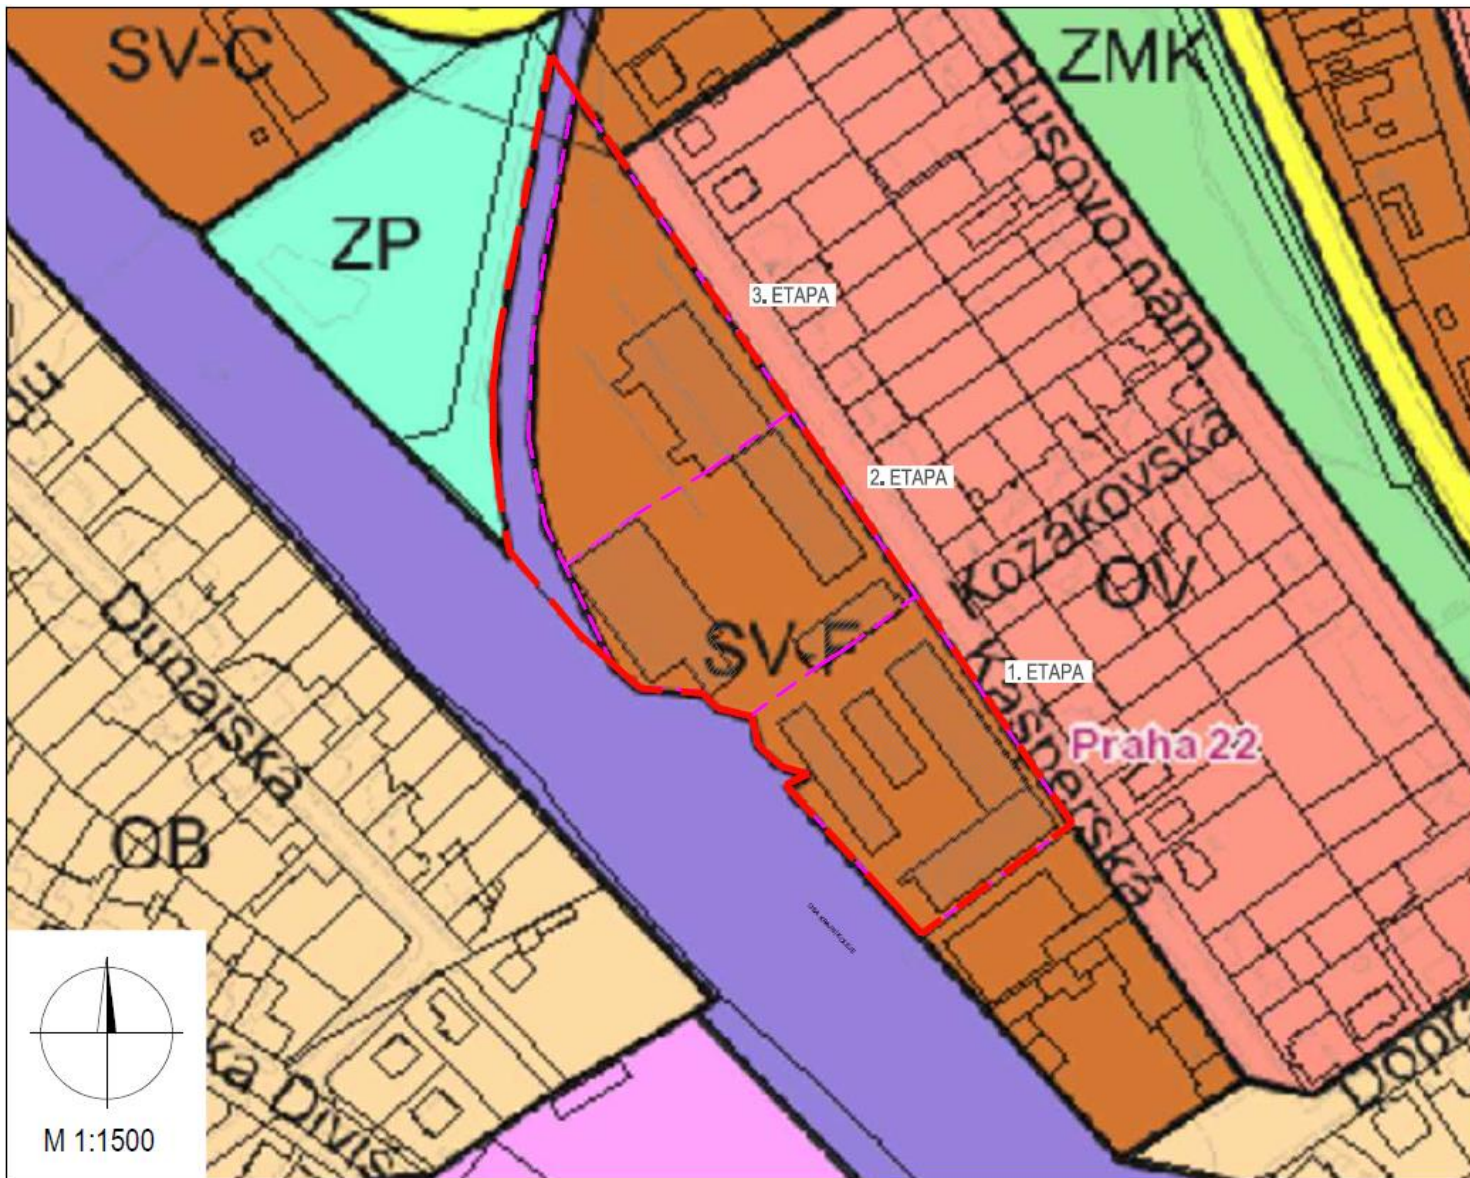 SV-C
ZMK
Husovo nám.
ZP
3. ETAPA
2. ETAPA
Kozákovská
OV
SV-F
1. ETAPA
Kašperská
Praha 22
Dunajská
OB
M 1:1500